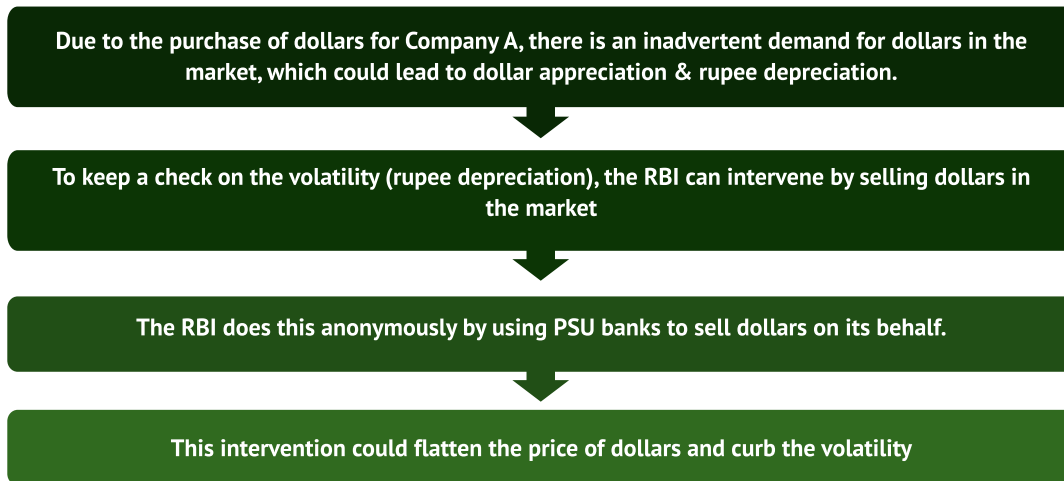 Due to the purchase of dollars for Company A, there is an inadvertent demand for dollars in the
market, which could lead to dollar appreciation & rupee depreciation.
To keep a check on the volatility (rupee depreciation), the RBI can intervene by selling dollars in
the market
The RBI does this anonymously by using PSU banks to sell dollars on its behalf.
This intervention could flatten the price of dollars and curb the volatility